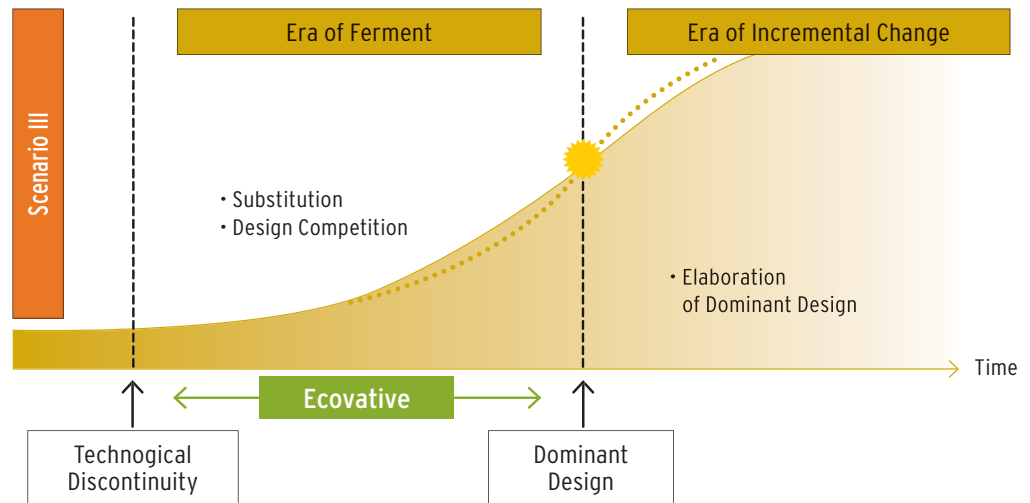 Scenario III
Era of Ferment
Era of Incremental Change
· Substitution
· Design Competition
· Elaboration
of Dominant Design
Time
Ecovative
Technogical
Discontinuity
Dominant
Design